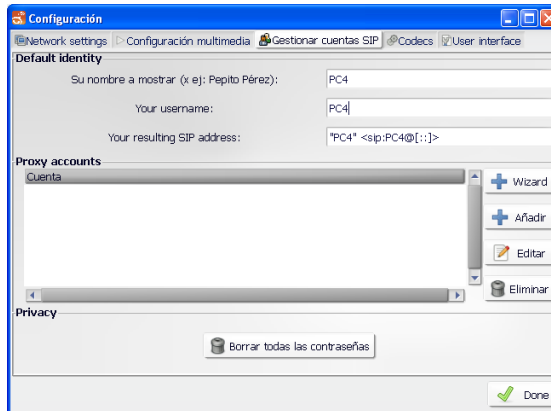 Configuración
Network settings Configuración multimedia Gestionar cuentas SIP Codecs User interface
Default identity
Su nombre a mostrar (x ej: Pepito Pérez): PC4
Your username: PC4
Your resulting SIP address: "PC4" <sip:PC4@[::]>
Proxy accounts
Cuenta
Wizard
Añadir
Editar
Eliminar
Privacy
Borrar todas las contraseñas
Done